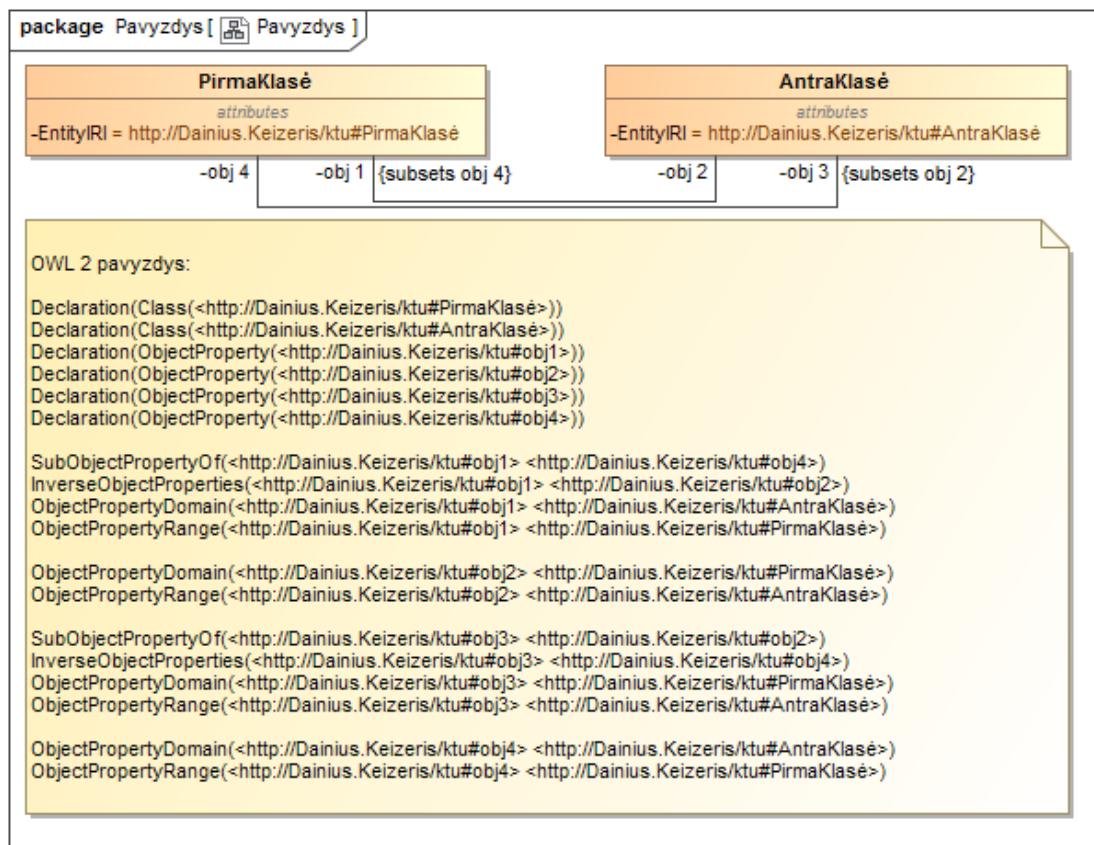 package Pavyzdys [ Pavyzdys ]
PirmaKlasė
attributes
-EntityIRI = http://Dainius.Keizeris/ktu#PirmaKlasė
AntraKlasė
attributes
-EntityIRI = http://Dainius.Keizeris/ktu#AntraKlasė
-obj 4 -obj 1 {subsets obj 4} -obj 2 -obj 3 {subsets obj 2}
OWL 2 pavyzdys:
Declaration(Class(<http://Dainius.Keizeris/ktu#PirmaKlasė>))
Declaration(Class(<http://Dainius.Keizeris/ktu#AntraKlasė>))
Declaration(ObjectProperty(<http://Dainius.Keizeris/ktu#obj1>))
Declaration(ObjectProperty(<http://Dainius.Keizeris/ktu#obj2>))
Declaration(ObjectProperty(<http://Dainius.Keizeris/ktu#obj3>))
Declaration(ObjectProperty(<http://Dainius.Keizeris/ktu#obj4>))
SubObjectPropertyOf(<http://Dainius.Keizeris/ktu#obj1> <http://Dainius.Keizeris/ktu#obj4>)
InverseObjectProperties(<http://Dainius.Keizeris/ktu#obj1> <http://Dainius.Keizeris/ktu#obj2>)
ObjectPropertyDomain(<http://Dainius.Keizeris/ktu#obj1> <http://Dainius.Keizeris/ktu#AntraKlasė>)
ObjectPropertyRange(<http://Dainius.Keizeris/ktu#obj1> <http://Dainius.Keizeris/ktu#PirmaKlasė>)
ObjectPropertyDomain(<http://Dainius.Keizeris/ktu#obj2> <http://Dainius.Keizeris/ktu#PirmaKlasė>)
ObjectPropertyRange(<http://Dainius.Keizeris/ktu#obj2> <http://Dainius.Keizeris/ktu#AntraKlasė>)
SubObjectPropertyOf(<http://Dainius.Keizeris/ktu#obj3> <http://Dainius.Keizeris/ktu#obj2>)
InverseObjectProperties(<http://Dainius.Keizeris/ktu#obj3> <http://Dainius.Keizeris/ktu#obj4>)
ObjectPropertyDomain(<http://Dainius.Keizeris/ktu#obj3> <http://Dainius.Keizeris/ktu#PirmaKlasė>)
ObjectPropertyRange(<http://Dainius.Keizeris/ktu#obj3> <http://Dainius.Keizeris/ktu#AntraKlasė>)
ObjectPropertyDomain(<http://Dainius.Keizeris/ktu#obj4> <http://Dainius.Keizeris/ktu#AntraKlasė>)
ObjectPropertyRange(<http://Dainius.Keizeris/ktu#obj4> <http://Dainius.Keizeris/ktu#PirmaKlasė>)